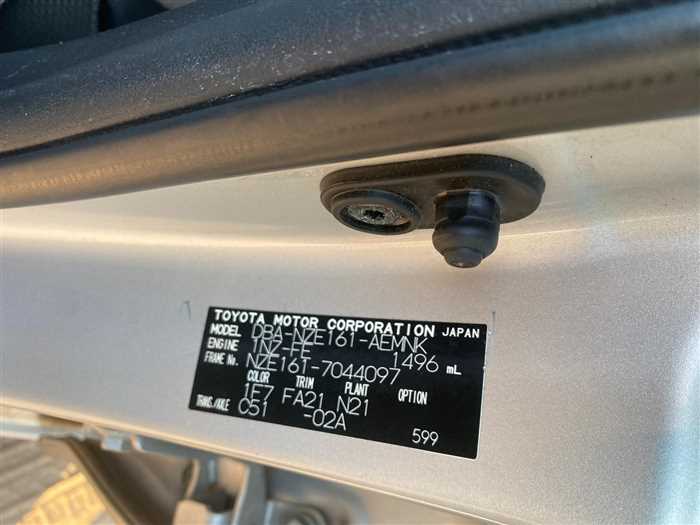 TOYOTA MOTOR CORPORATION JAPAN
MODEL DBA-NZE161-AEMNK
ENGINE 1NZ-FE 1496 mL
FRAME No. NZE161-7044097
COLOR TRIM PLANT OPTION
1F7 FA21 N21
TRANS./AXLE C51 -02A
599